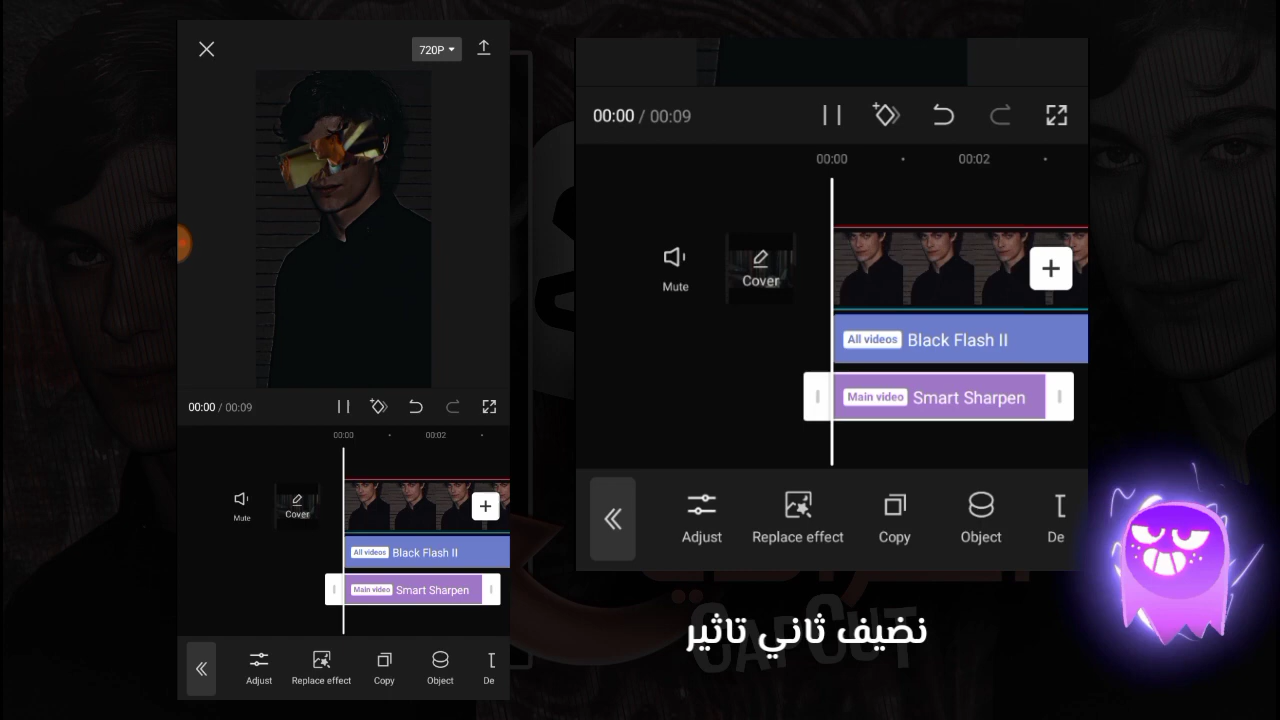 720P
00:00 / 00:09
00:00
00:02
Mute
Cover
All videos Black Flash II
Main video Smart Sharpen
Adjust
Replace effect
Copy
Object
De
00:00 / 00:09
00:00
00:02
Mute
Cover
All videos Black Flash II
Main video Smart Sharpen
Adjust
Replace effect
Copy
Object
De
نضيف ثاني تاثير
CAPCUT